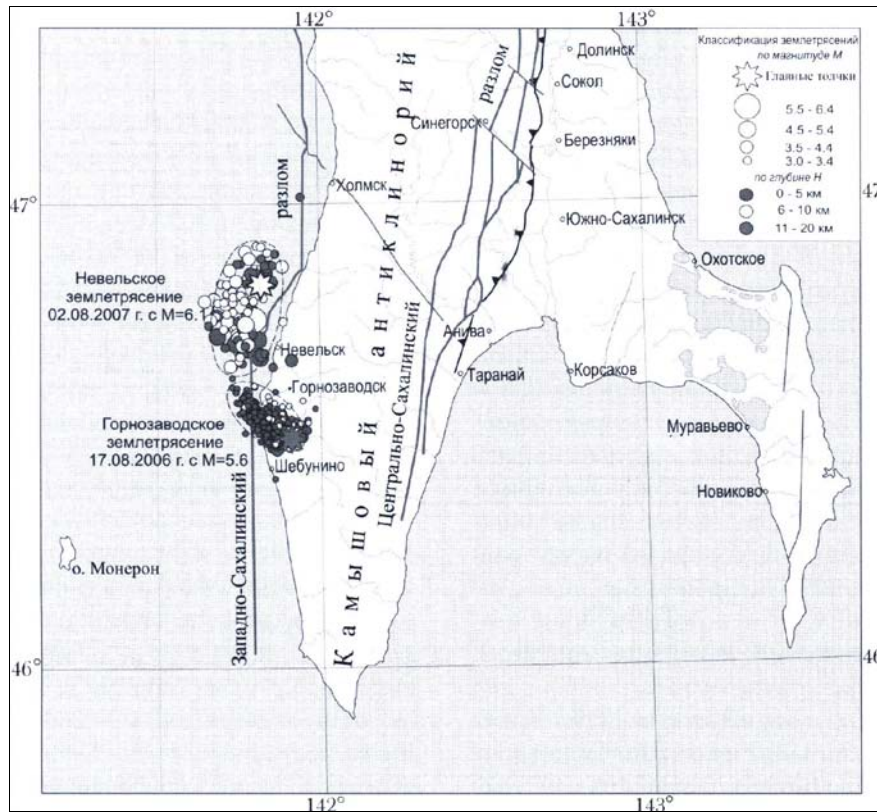 142°
143°
Классификация землетрясений
по магнитуде М
Главные толчки
5.5 - 6.4
4.5 - 5.4
3.5 - 4.4
3.0 - 3.4
по глубине Н
0 - 5 км
6 - 10 км
11 - 20 км
Долинск
Сокол
разлом
Синегорск
Березняки
47°
Холмск
разлом
47
Южно-Сахалинск
Охотское
Невельское
землетрясение
02.08.2007 г. с М=6.1
Анива
Невельск
Горнозаводск
Таранай
Корсаков
Горнозаводское
землетрясение
17.08.2006 г. с М=5.6
Муравьево
Шебунино
Новиково
Камышовый антиклинорий
Центрально-Сахалинский
Западно-Сахалинский
о. Монерон
46°
46
142°
143°